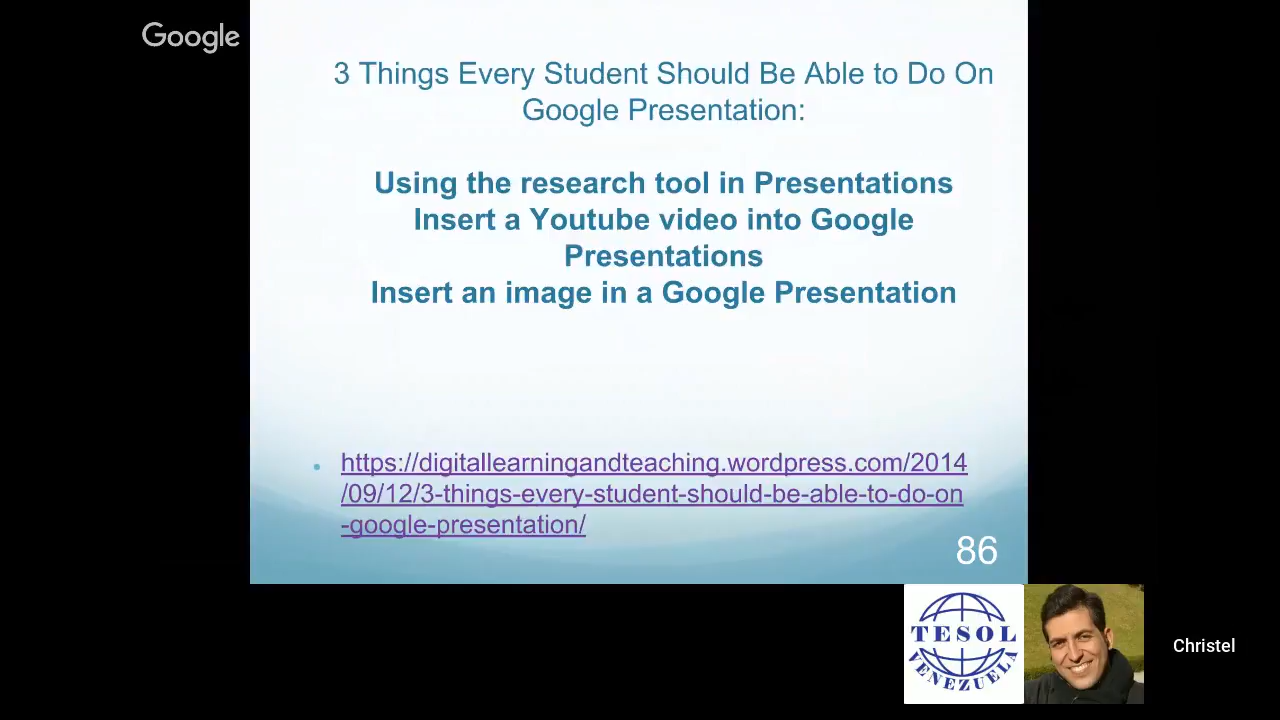 Google
3 Things Every Student Should Be Able to Do On
Google Presentation:
Using the research tool in Presentations
Insert a Youtube video into Google
Presentations
Insert an image in a Google Presentation
• https://digitallearningandteaching.wordpress.com/2014
/09/12/3-things-every-student-should-be-able-to-do-on
-google-presentation/
86
TESOL
VENEZUELA
Christel